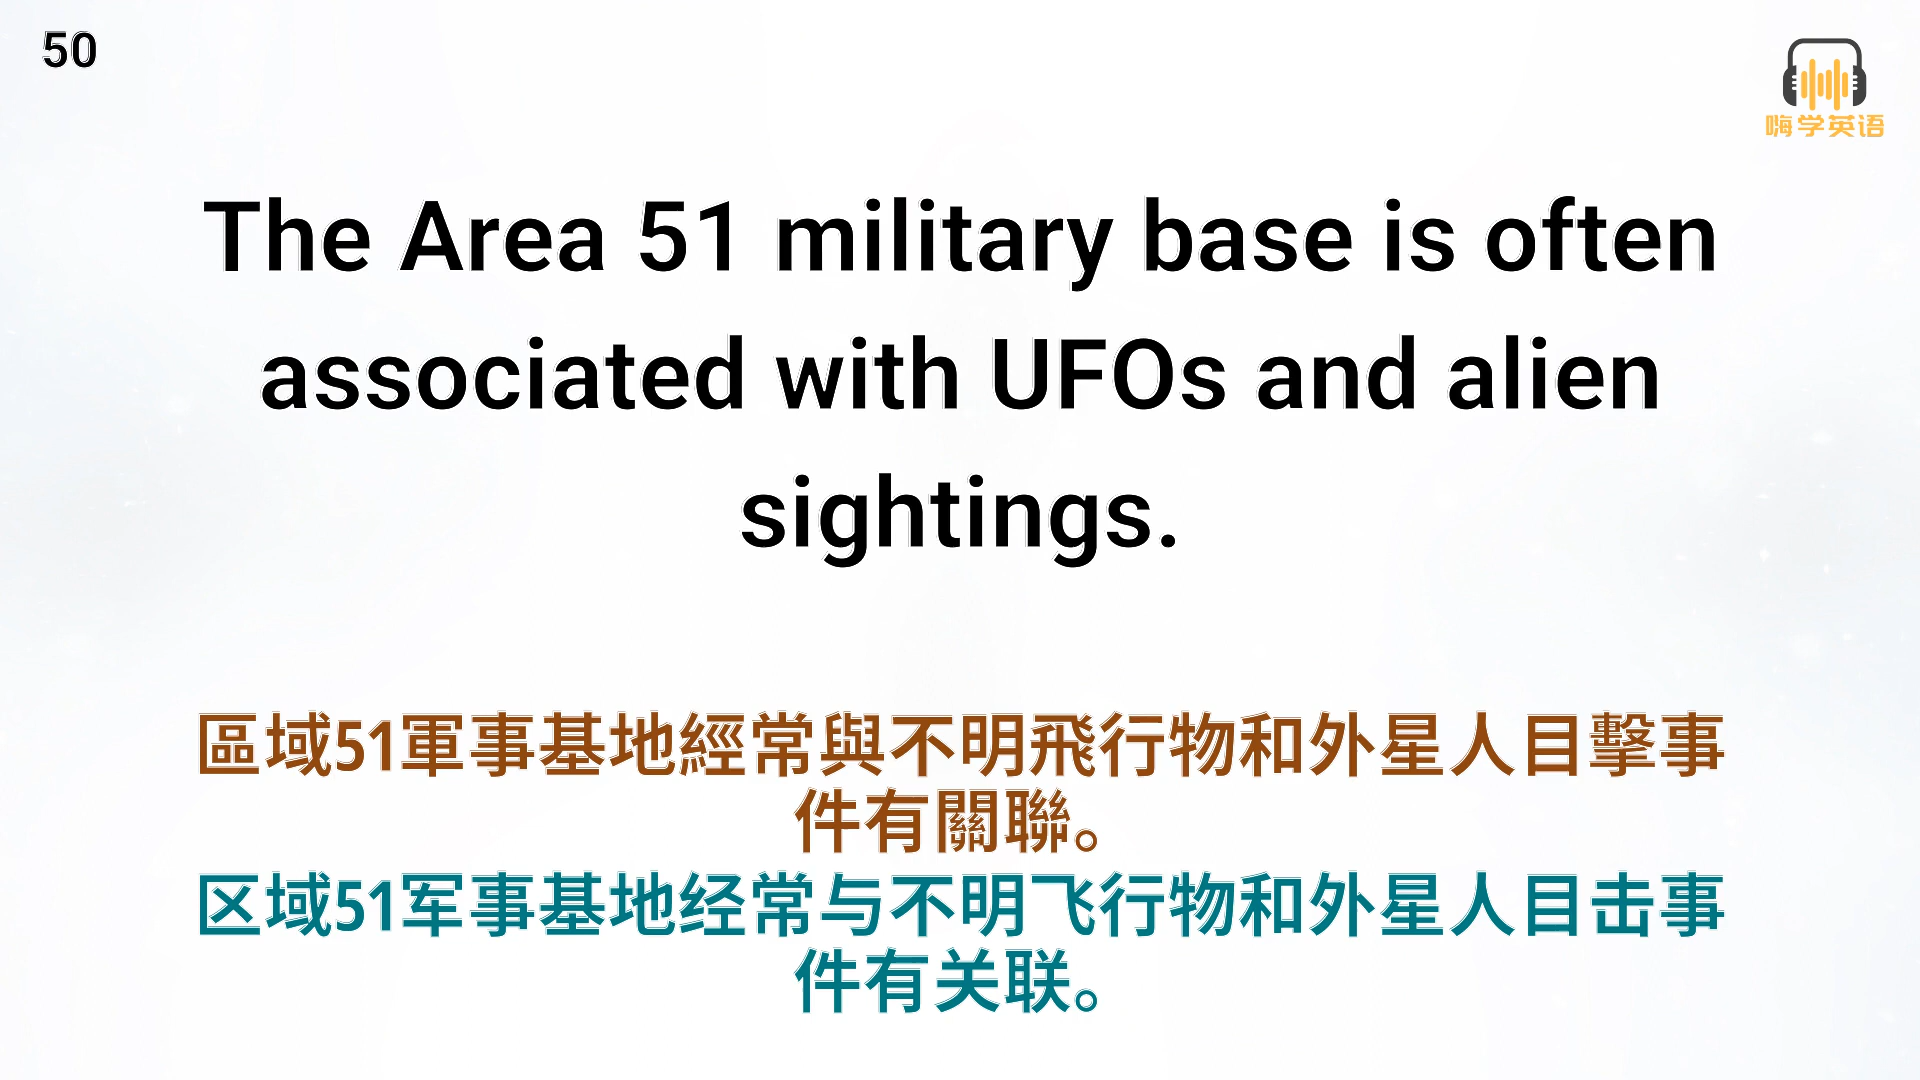 50
嗨学英语
The Area 51 military base is often
associated with UFOs and alien
sightings.
區域51軍事基地經常與不明飛行物和外星人目擊事
件有關聯。
区域51军事基地经常与不明飞行物和外星人目击事
件有关联。